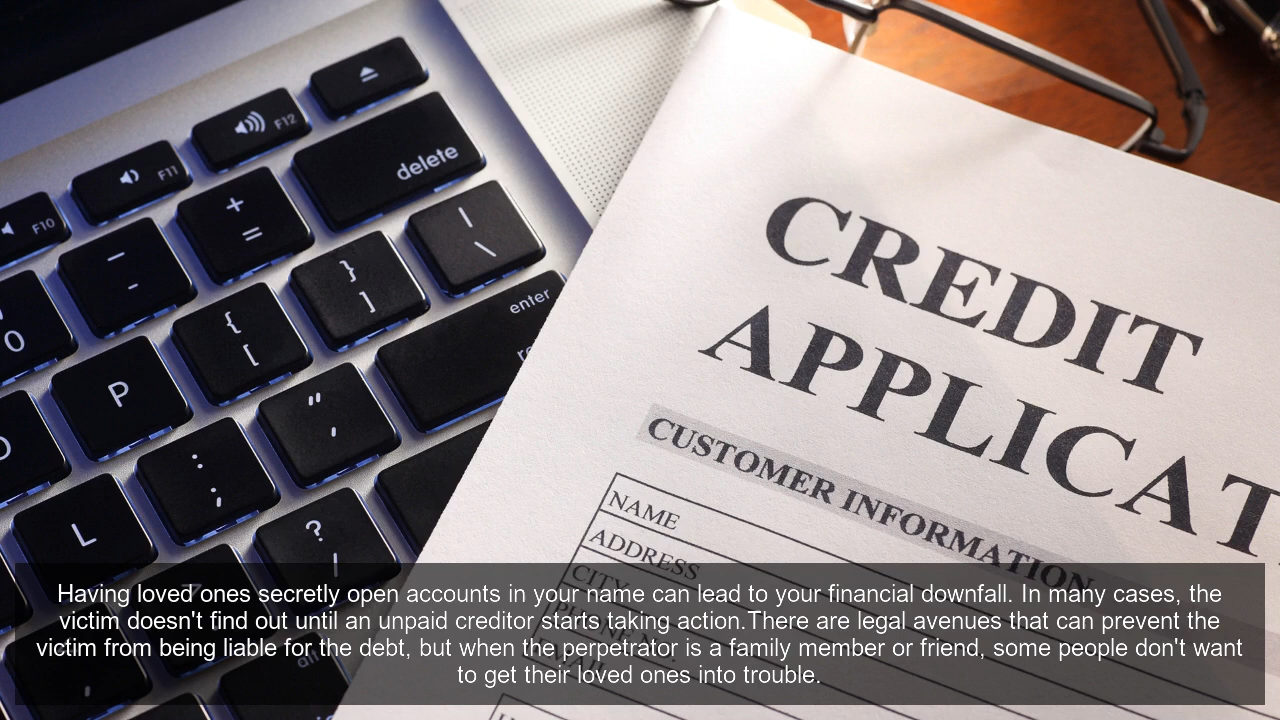 delete
F12
F11
F10
+
=
—
-
|
\
}
]
{
[
enter
0
P
"
'
:
;
L
?
/
CREDIT
APPLICAT
CUSTOMER INFORMATION
NAME
ADDRESS
CITY
Having loved ones secretly open accounts in your name can lead to your financial downfall. In many cases, the
victim doesn't find out until an unpaid creditor starts taking action.There are legal avenues that can prevent the
victim from being liable for the debt, but when the perpetrator is a family member or friend, some people don't want
to get their loved ones into trouble.